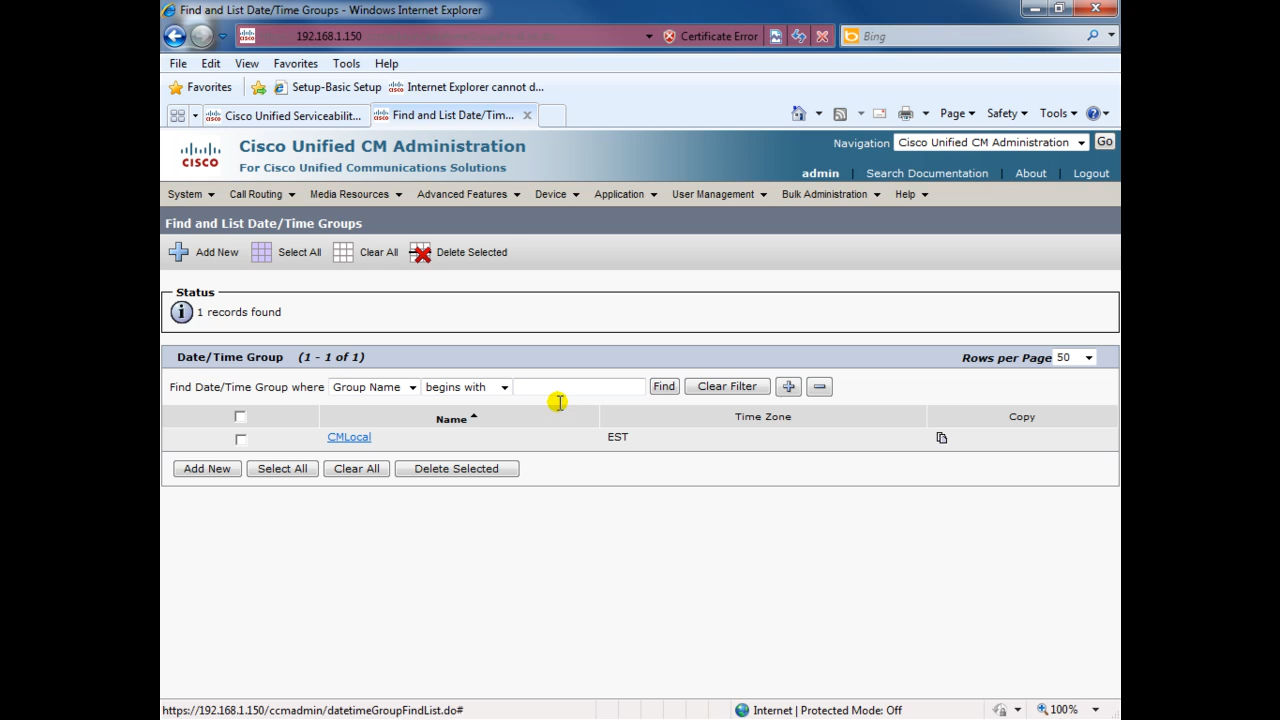 Find and List Date/Time Groups - Windows Internet Explorer
192.168.1.150 Certificate Error Bing
File Edit View Favorites Tools Help
Favorites Setup-Basic Setup Internet Explorer cannot d...
Cisco Unified Serviceabilit... Find and List Date/Tim... Page Safety Tools
CISCO
Cisco Unified CM Administration
For Cisco Unified Communications Solutions
Navigation Cisco Unified CM Administration Go
admin | Search Documentation | About | Logout
System Call Routing Media Resources Advanced Features Device Application User Management Bulk Administration Help
Find and List Date/Time Groups
Add New Select All Clear All Delete Selected
Status
1 records found
Date/Time Group (1 - 1 of 1) Rows per Page 50
Find Date/Time Group where Group Name begins with Find Clear Filter
Name Time Zone Copy
CMLocal EST
Add New Select All Clear All Delete Selected
https://192.168.1.150/ccmadmin/datetimeGroupFindList.do# Internet | Protected Mode: Off 100%